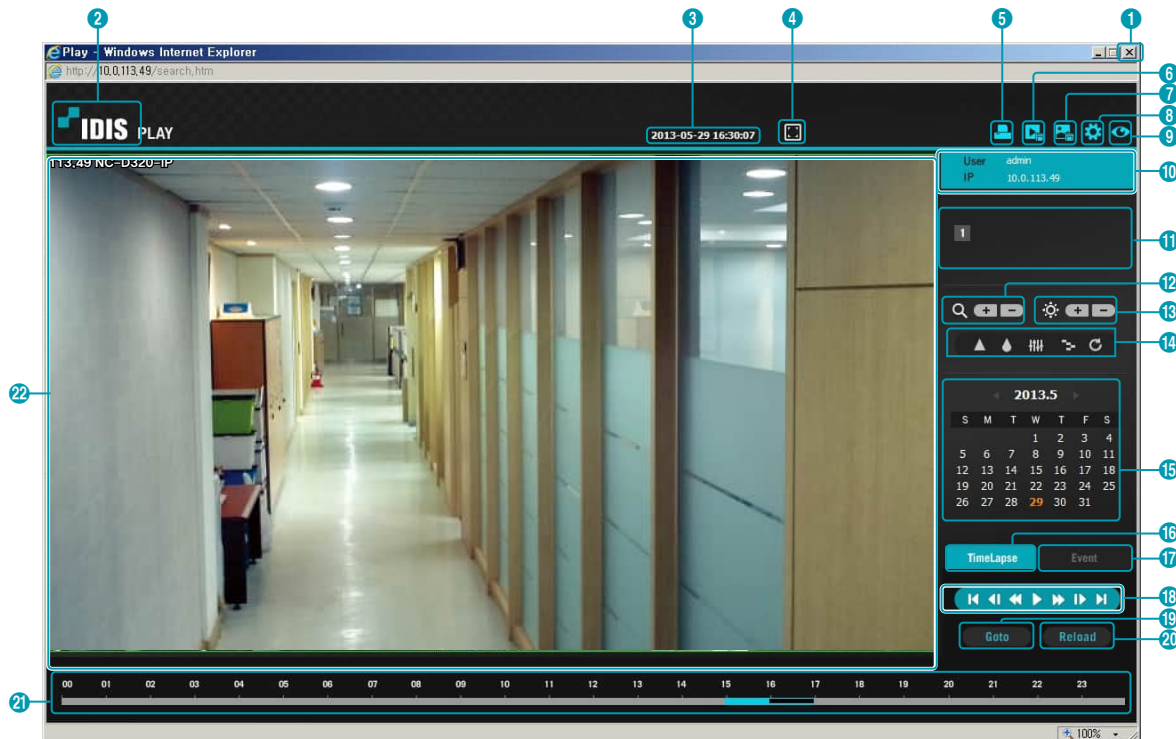 2 3 4 5 1
Play - Windows Internet Explorer
http://10.0.113.49/search.htm
6
7
8
9
IDIS PLAY
2013-05-29 16:30:07
113.49 NC-D320-IP
User admin
IP 10.0.113.49
10
1
11
12
13
14
2013.5
S M T W T F S
1 2 3 4
5 6 7 8 9 10 11
12 13 14 15 16 17 18
19 20 21 22 23 24 25
26 27 28 29 30 31
15
22
16
TimeLapse Event
17
18
19
Goto Reload
20
00 01 02 03 04 05 06 07 08 09 10 11 12 13 14 15 16 17 18 19 20 21 22 23
21
100%